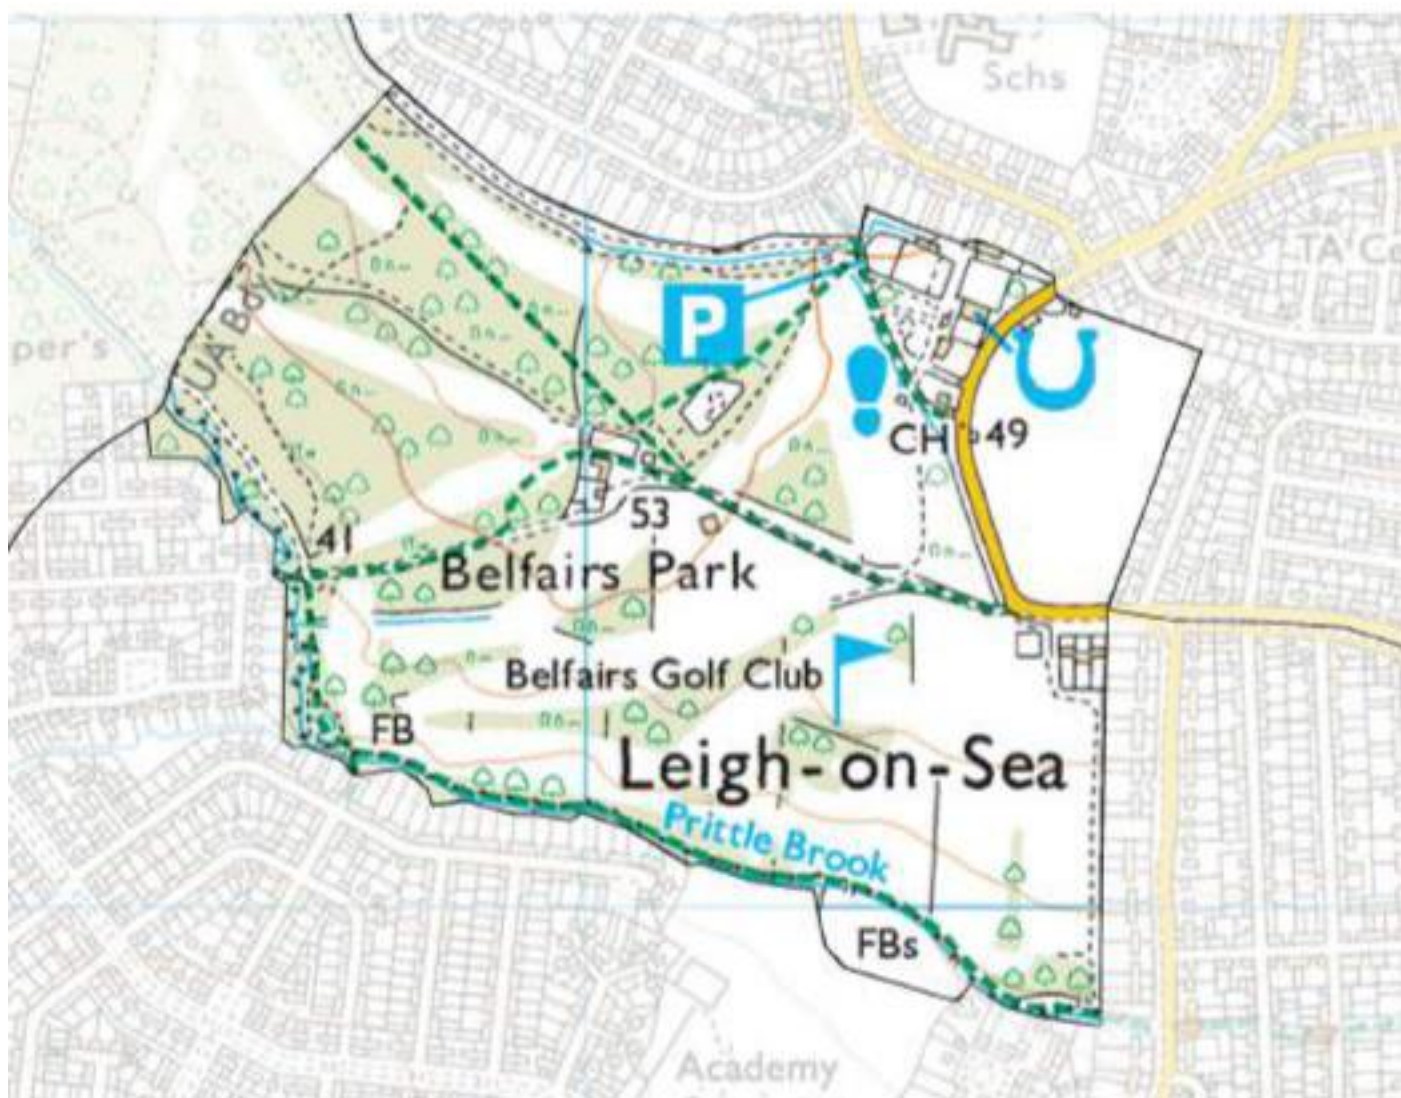 Schs
TA Co
per's
UA B
P
CH
49
53
41
Belfairs Park
Belfairs Golf Club
FB
Leigh-on-Sea
Prittle Brook
FBs
Academy